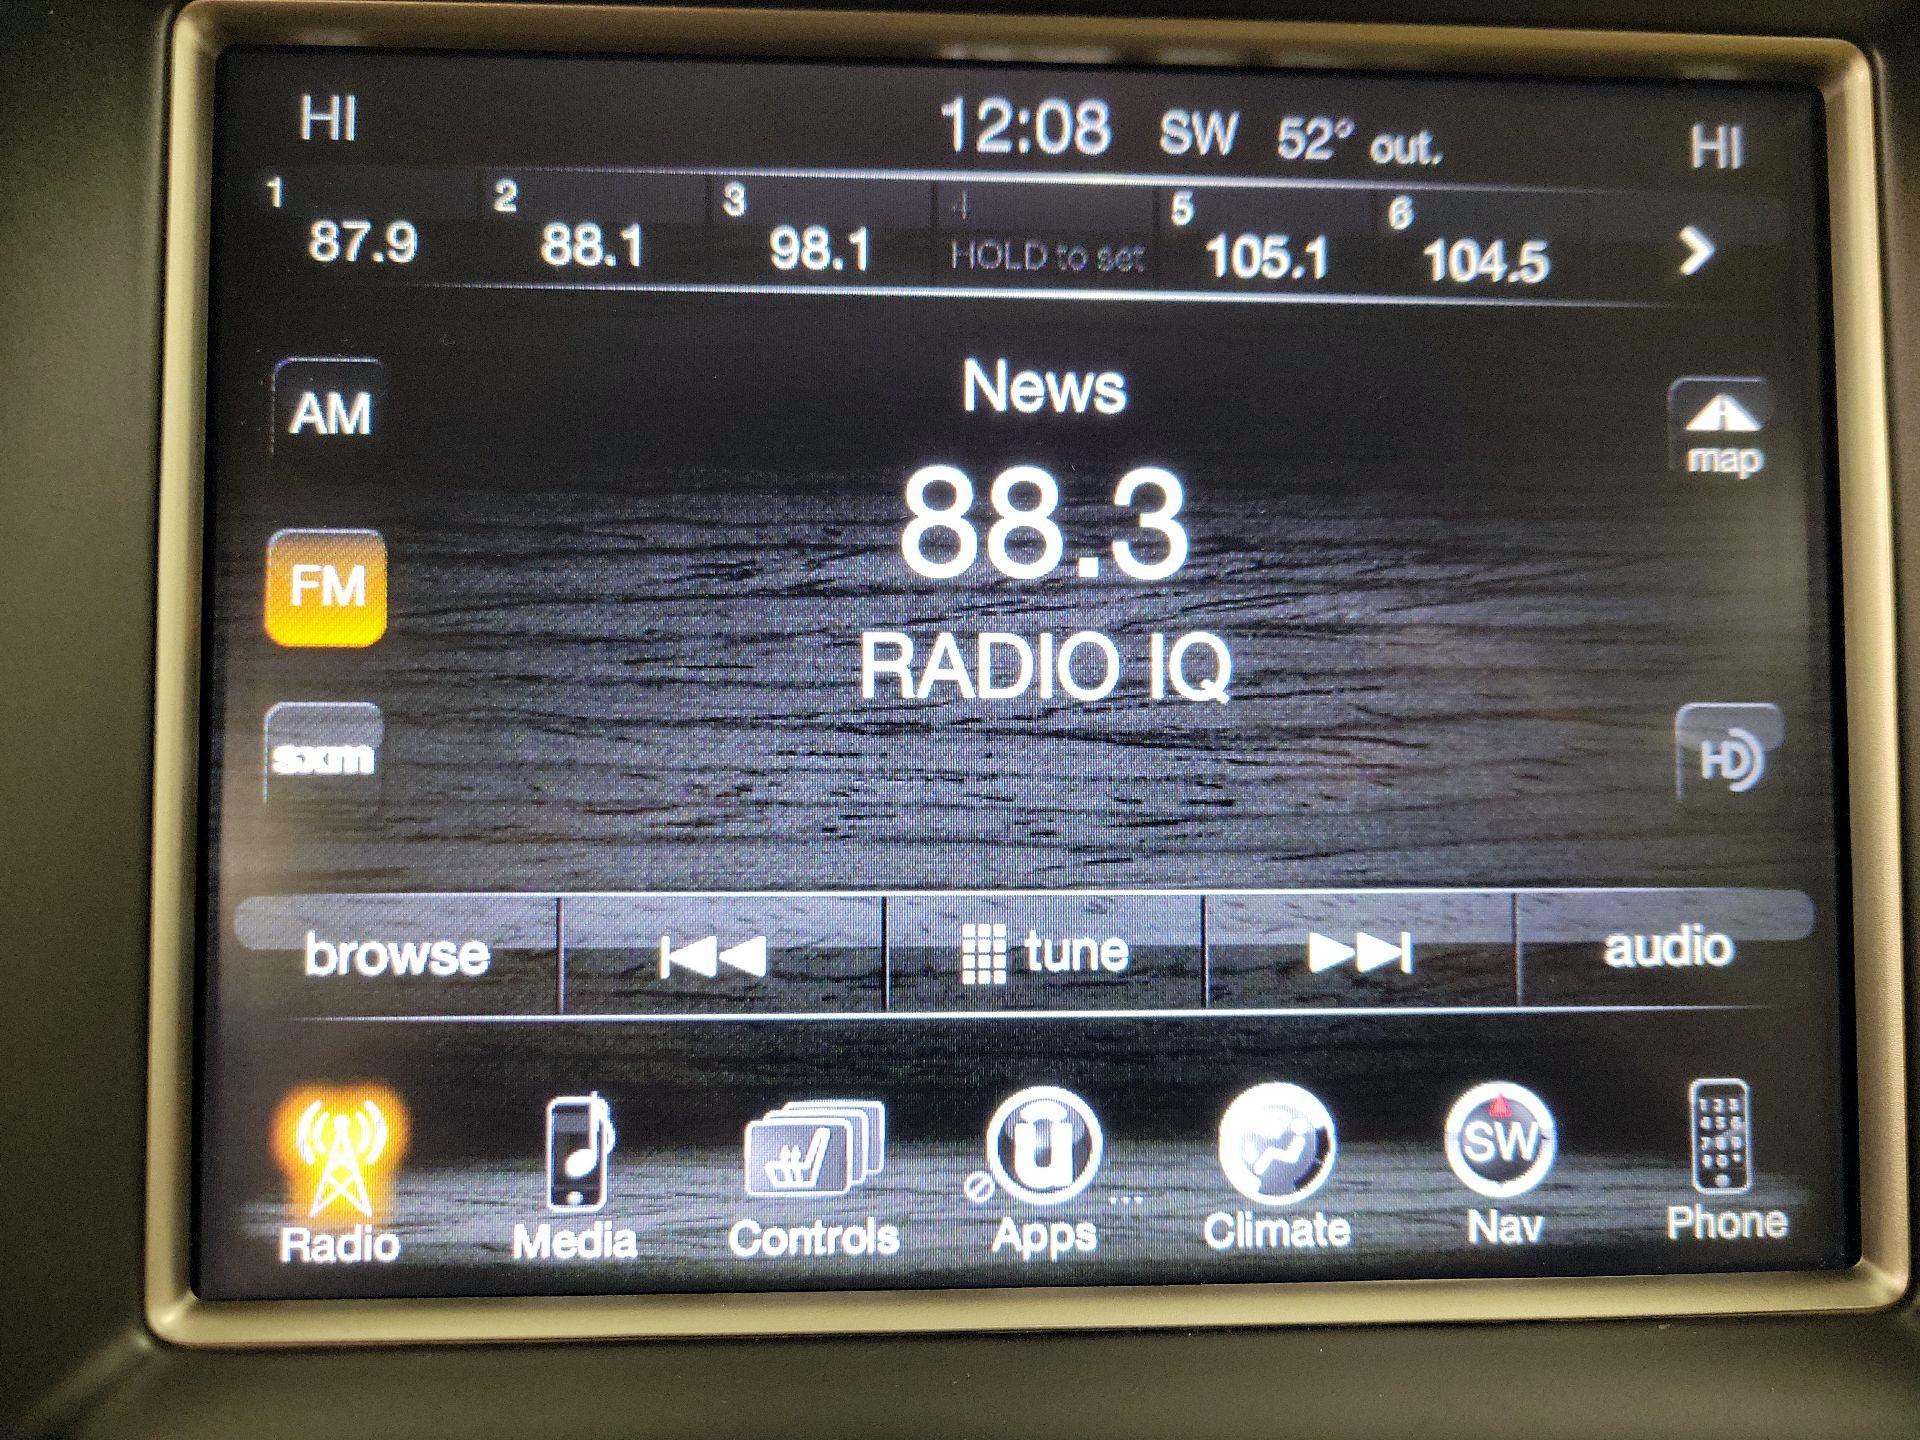 HI 12:08 SW 52° out. HI
1 2 3 4 5 6
87.9 88.1 98.1 HOLD to set 105.1 104.5
News
AM
map
88.3
FM
RADIO IQ
sxm
HD
browse tune audio
SW
Radio Media Controls Apps ... Climate Nav Phone